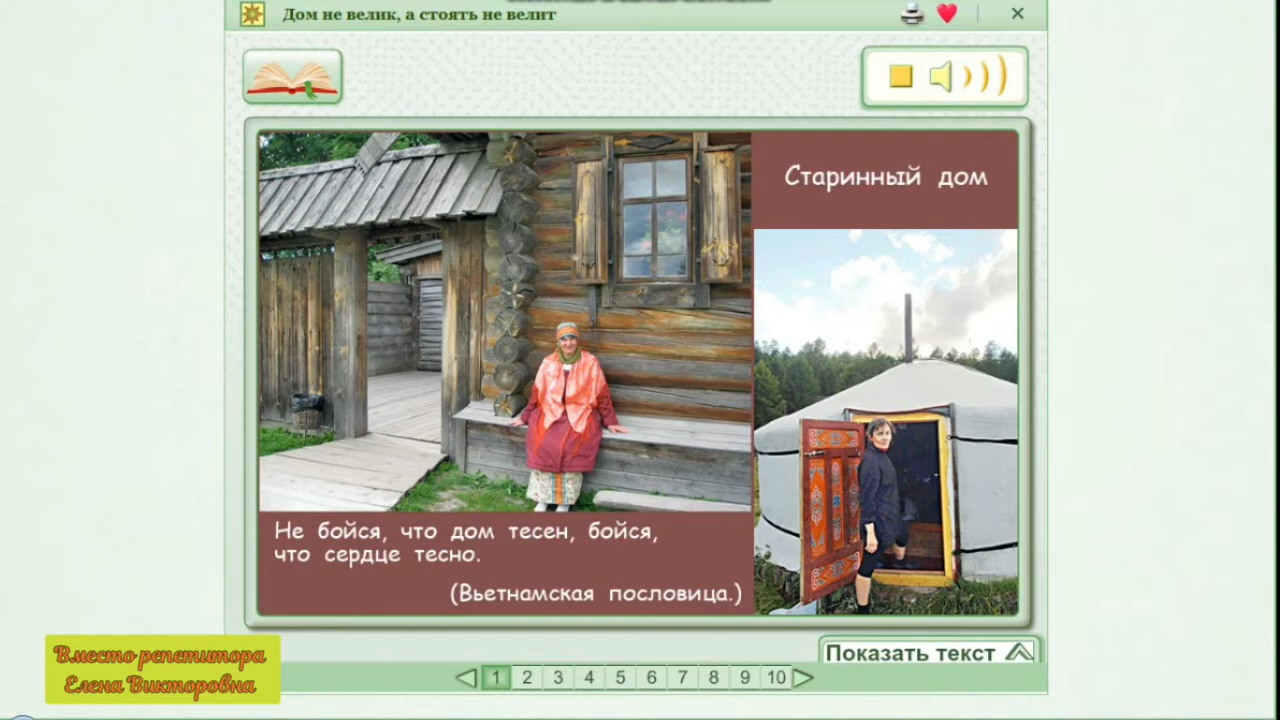 Дом не велик, а стоять не велит
Старинный дом
Не бойся, что дом тесен, бойся,
что сердце тесно.
(Вьетнамская пословица.)
Показать текст
Вместо репетитора
Елена Викторовна
1 2 3 4 5 6 7 8 9 10